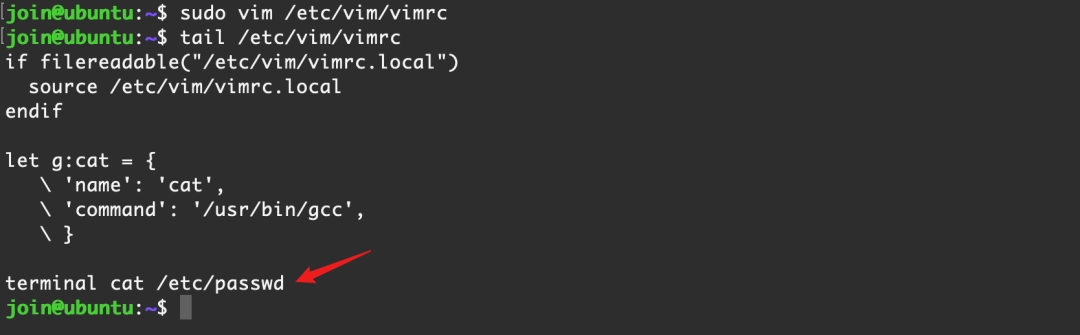 [join@ubuntu:~$ sudo vim /etc/vim/vimrc
[join@ubuntu:~$ tail /etc/vim/vimrc
if filereadable("/etc/vim/vimrc.local")
  source /etc/vim/vimrc.local
endif

let g:cat = {
   \ 'name': 'cat',
   \ 'command': '/usr/bin/gcc',
   \ }

terminal cat /etc/passwd
join@ubuntu:~$